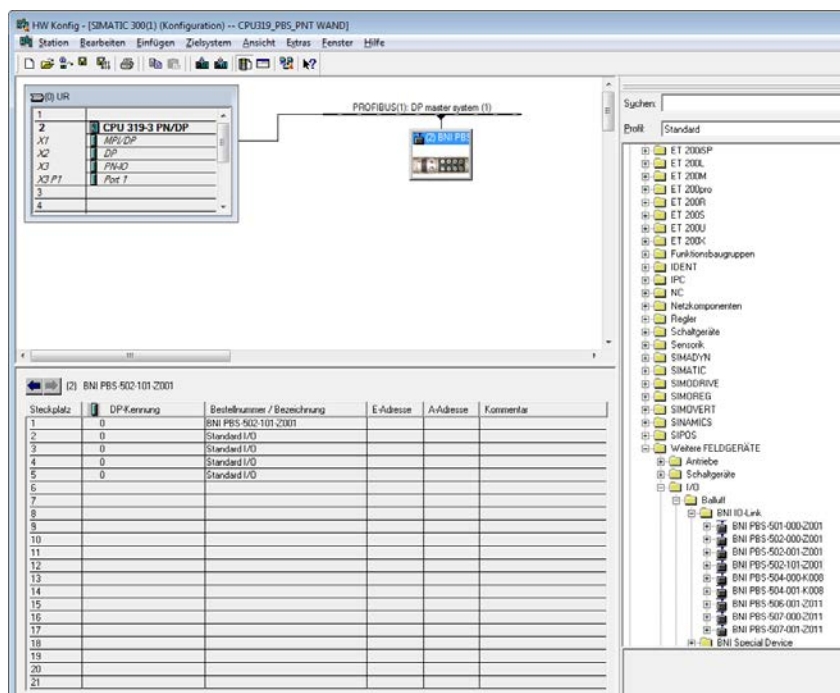 HW Konfig - [SIMATIC 300(1) (Konfiguration) -- CPU319_PBS_PNT WAND]
Station Bearbeiten Einfügen Zielsystem Ansicht Extras Fenster Hilfe
(0) UR
1
2 CPU 319-3 PN/DP
X1 MPI/DP
X2 DP
X3 PN-IO
X3 P1 Port 1
3
4
PROFIBUS(1): DP master system (1)
(2) BNI PBS
Suchen:
Profil: Standard
ET 200iSP
ET 200L
ET 200M
ET 200pro
ET 200R
ET 200S
ET 200U
ET 200X
Funktionsbaugruppen
IDENT
IPC
NC
Netzkomponenten
Regler
Schaltgeräte
Sensorik
SIMADYN
SIMATIC
SIMODRIVE
SIMOREG
SIMOVERT
SINAMICS
SIPOS
Weitere FELDGERÄTE
Antriebe
Schaltgeräte
I/O
Balluff
BNI IO-Link
BNI PBS-501-000-Z001
BNI PBS-502-000-Z001
BNI PBS-502-001-Z001
BNI PBS-502-101-Z001
BNI PBS-504-000-K008
BNI PBS-504-001-K008
BNI PBS-506-001-Z011
BNI PBS-507-000-Z011
BNI PBS-507-001-Z011
BNI Special Device
(2) BNI PBS-502-101-Z001
Steckplatz DP-Kennung Bestellnummer / Bezeichnung E-Adresse A-Adresse Kommentar
1 0 BNI PBS-502-101-Z001
2 0 Standard I/O
3 0 Standard I/O
4 0 Standard I/O
5 0 Standard I/O
6
7
8
9
10
11
12
13
14
15
16
17
18
19
20
21